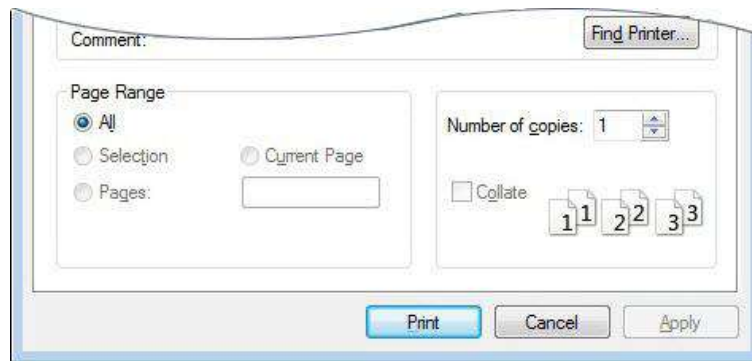 Comment:
Find Printer...
Page Range
All
Selection
Current Page
Pages:
Number of copies: 1
Collate
1 1 2 2 3 3
Print
Cancel
Apply